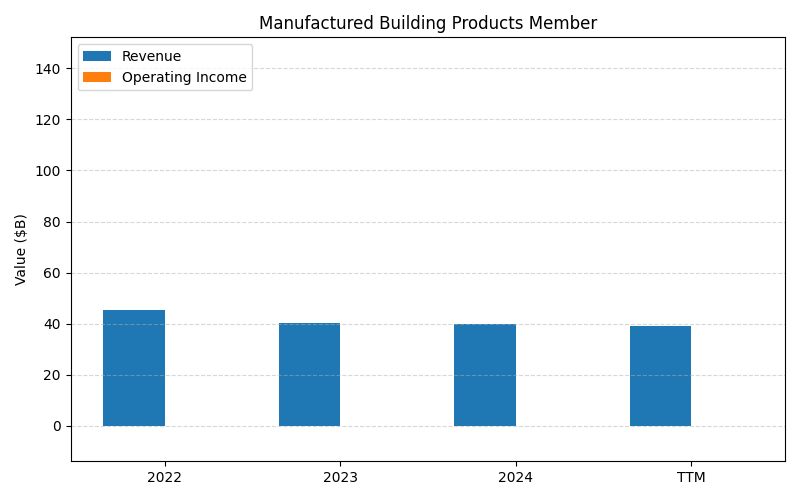 Manufactured Building Products Member
Revenue
Operating Income
Value ($B)
140
120
100
80
60
40
20
0
2022
2023
2024
TTM